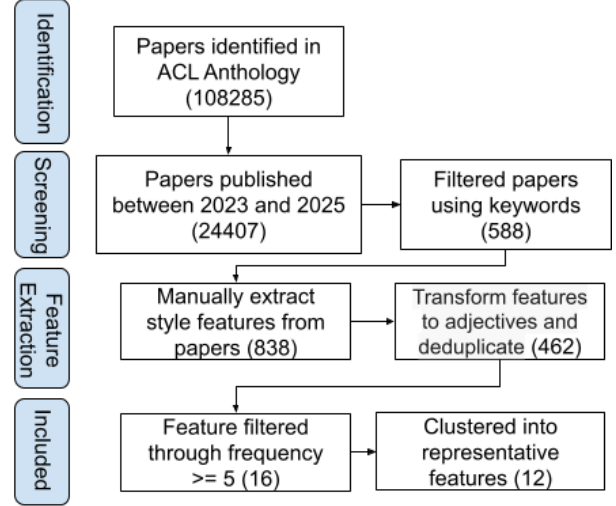 Identification
Papers identified in
ACL Anthology
(108285)
Screening
Papers published
between 2023 and 2025
(24407)
Filtered papers
using keywords
(588)
Feature
Extraction
Manually extract
style features from
papers (838)
Transform features
to adjectives and
deduplicate (462)
Included
Feature filtered
through frequency
>= 5 (16)
Clustered into
representative
features (12)